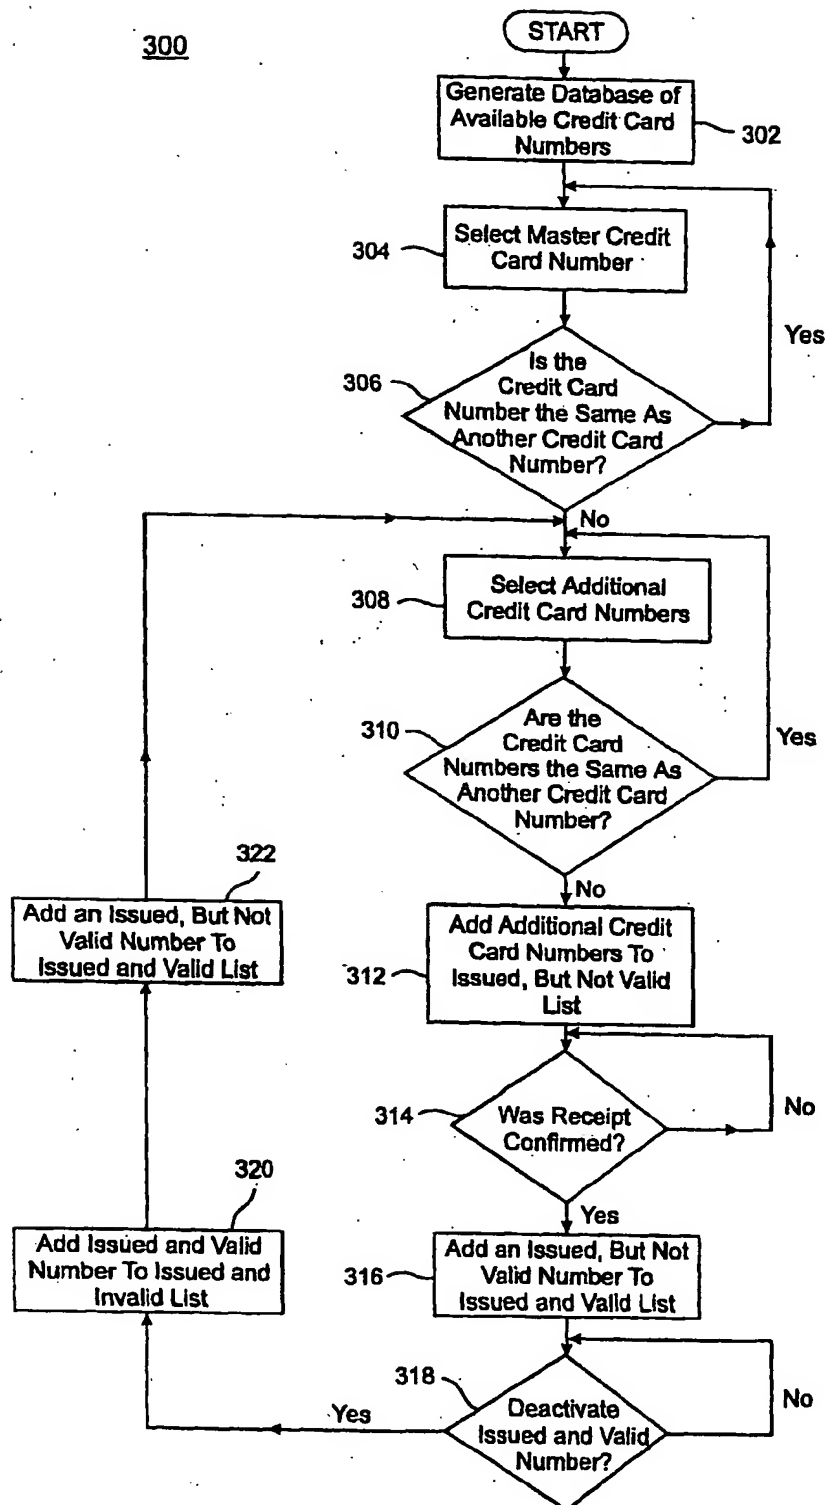 300
START
Generate Database of
Available Credit Card
Numbers
302
304
Select Master Credit
Card Number
Yes
306
Is the
Credit Card
Number the Same As
Another Credit Card
Number?
No
308
Select Additional
Credit Card Numbers
310
Are the
Credit Card
Numbers the Same As
Another Credit Card
Number?
Yes
No
322
Add an Issued, But Not
Valid Number To
Issued and Valid List
312
Add Additional Credit
Card Numbers To
Issued, But Not Valid
List
314
Was Receipt
Confirmed?
No
Yes
320
Add Issued and Valid
Number To Issued and
Invalid List
316
Add an Issued, But Not
Valid Number To
Issued and Valid List
318
Deactivate
Issued and Valid
Number?
No
Yes